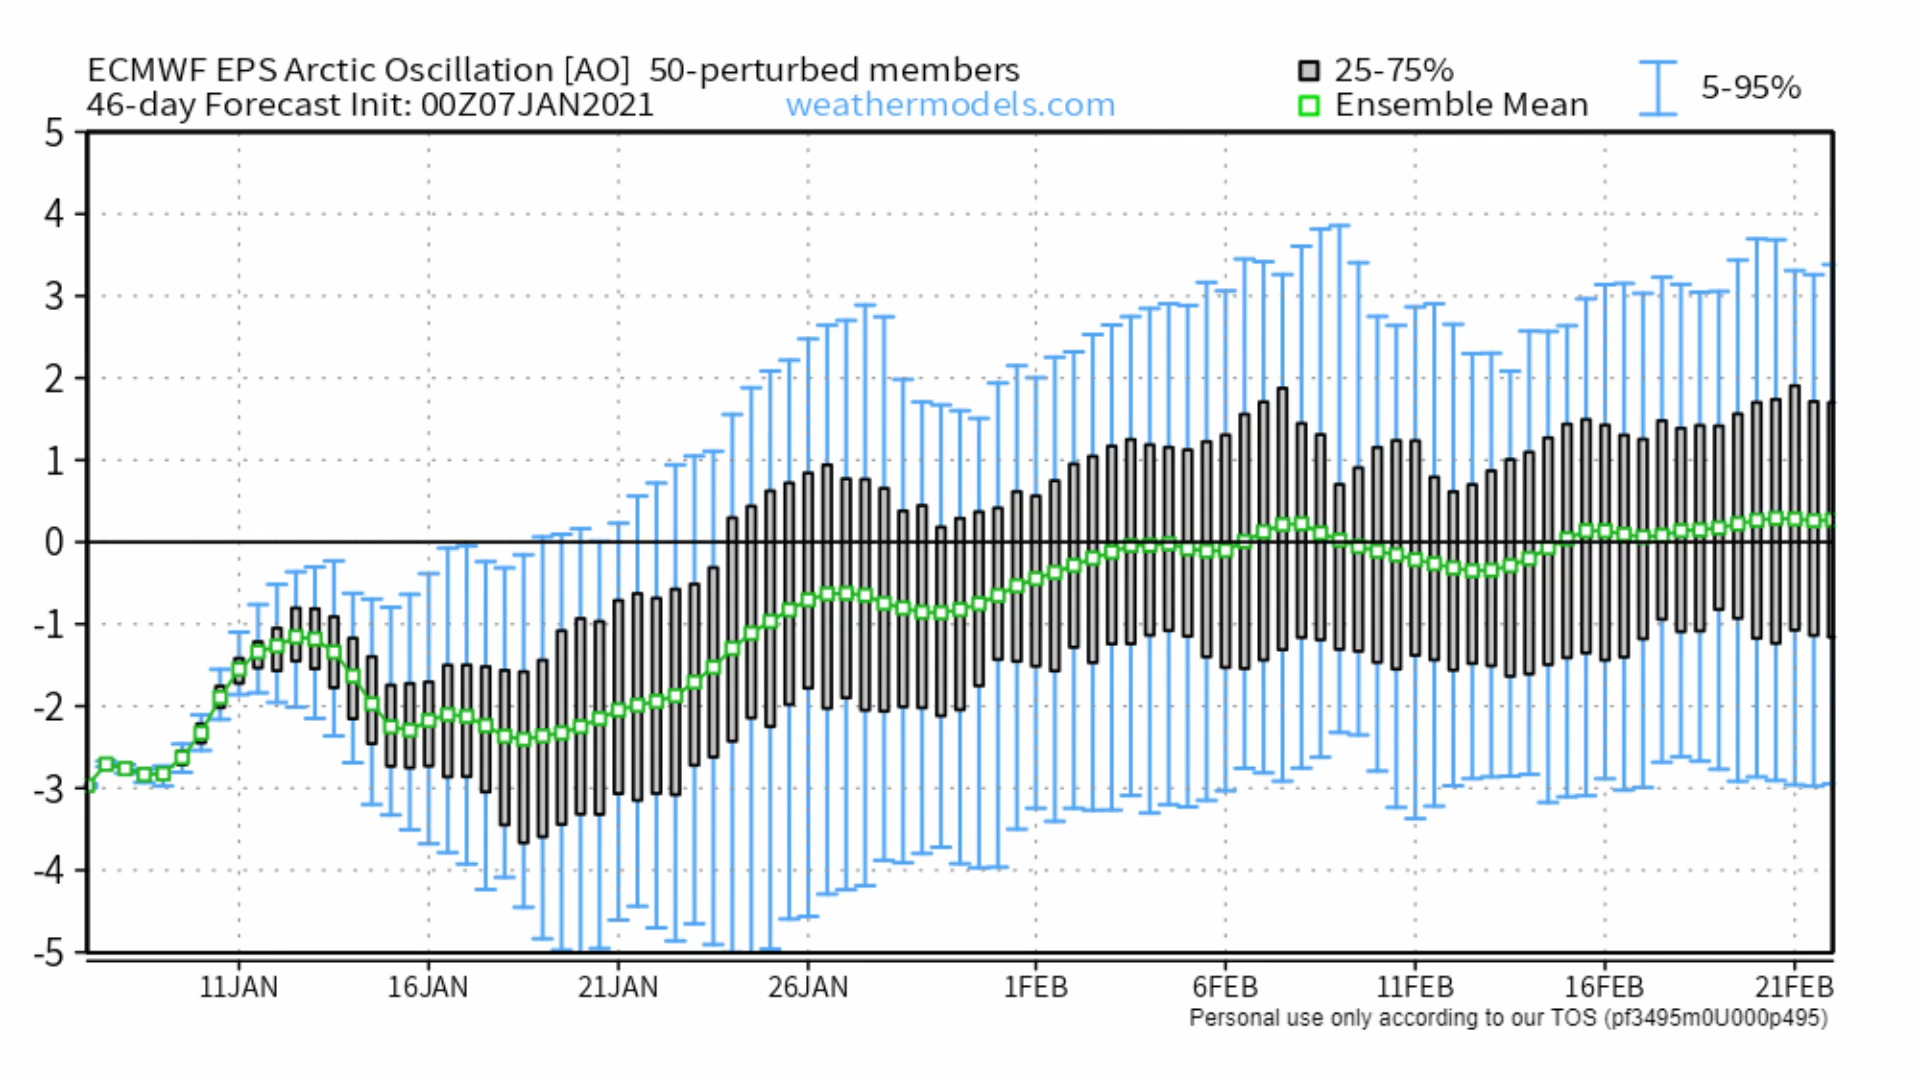 ECMWF EPS Arctic Oscillation [AO] 50-perturbed members
46-day Forecast Init: 00Z07JAN2021 weathermodels.com
25-75%
Ensemble Mean
5-95%
5
4
3
2
1
0
-1
-2
-3
-4
-5
11JAN 16JAN 21JAN 26JAN 1FEB 6FEB 11FEB 16FEB 21FEB
Personal use only according to our TOS (pf3495m0U000p495)